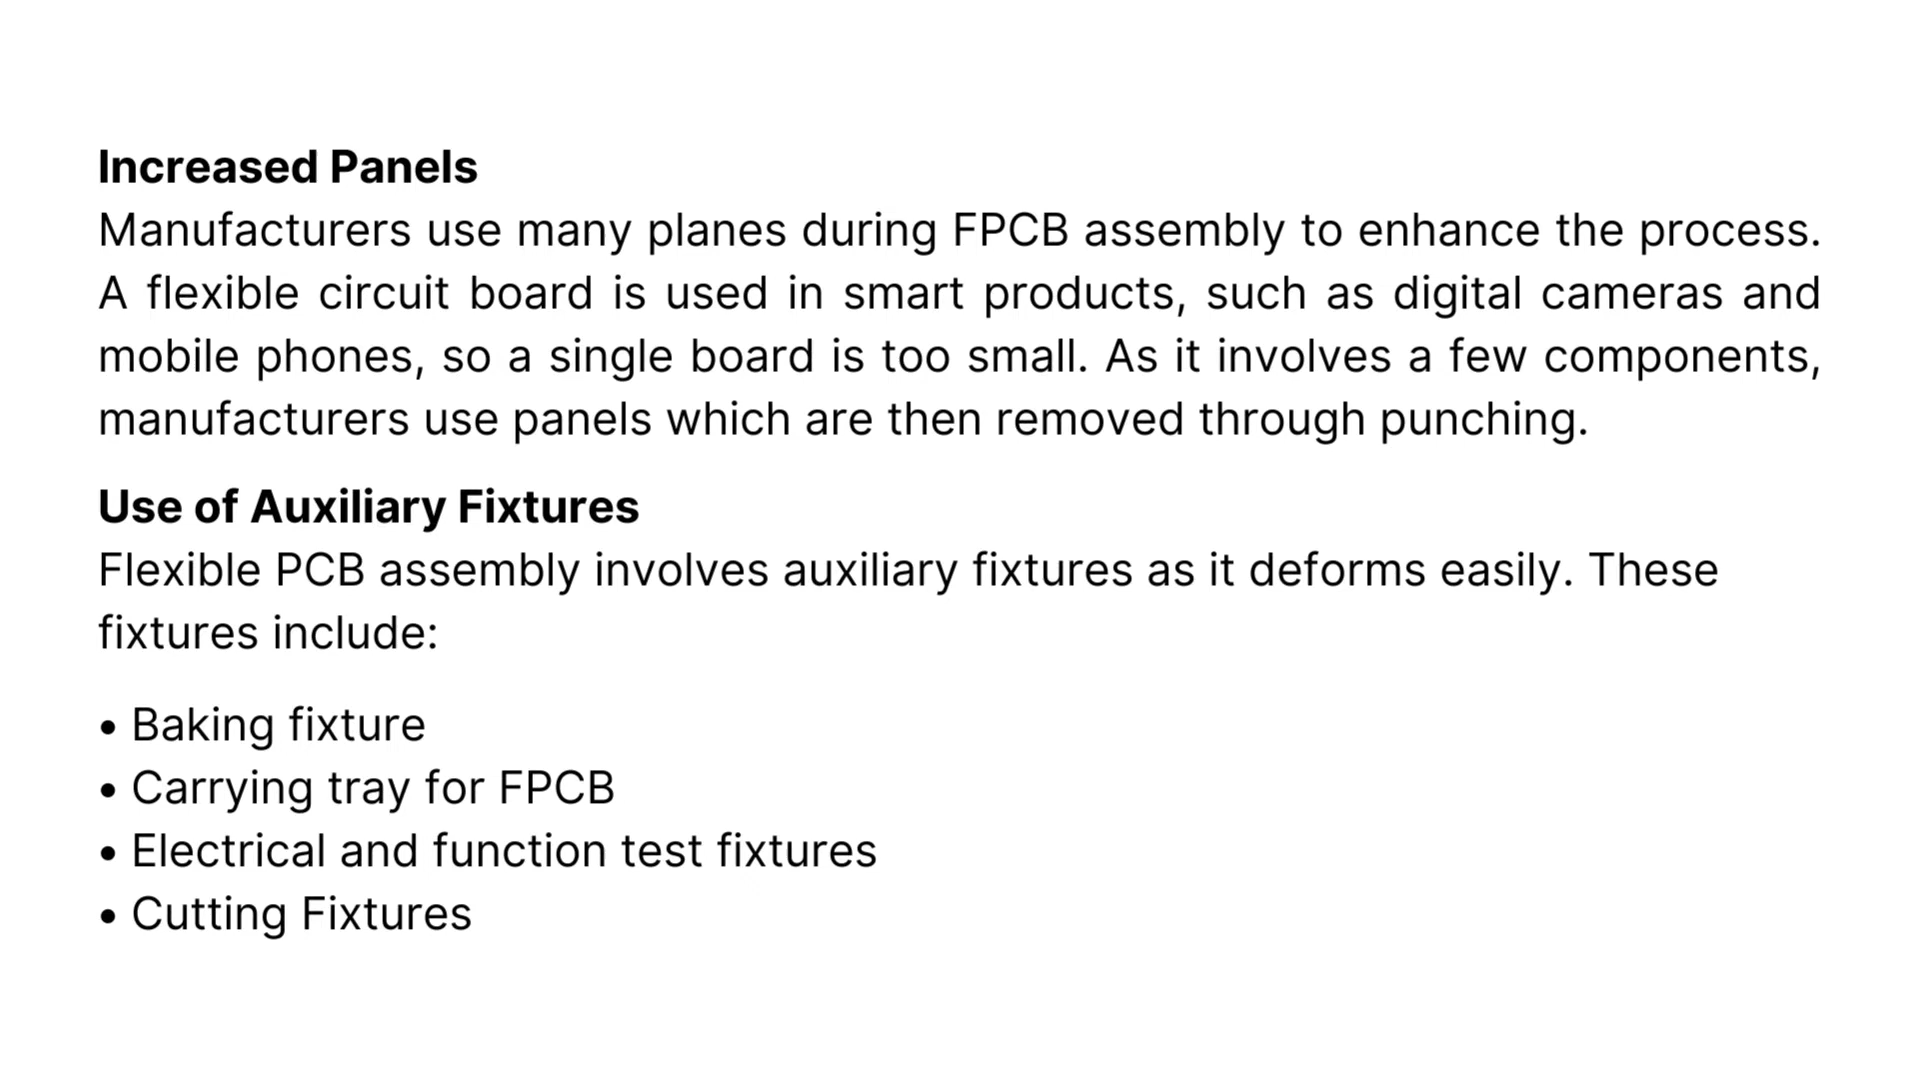 Increased Panels
Manufacturers use many planes during FPCB assembly to enhance the process.
A flexible circuit board is used in smart products, such as digital cameras and
mobile phones, so a single board is too small. As it involves a few components,
manufacturers use panels which are then removed through punching.
Use of Auxiliary Fixtures
Flexible PCB assembly involves auxiliary fixtures as it deforms easily. These
fixtures include:
• Baking fixture
• Carrying tray for FPCB
• Electrical and function test fixtures
• Cutting Fixtures